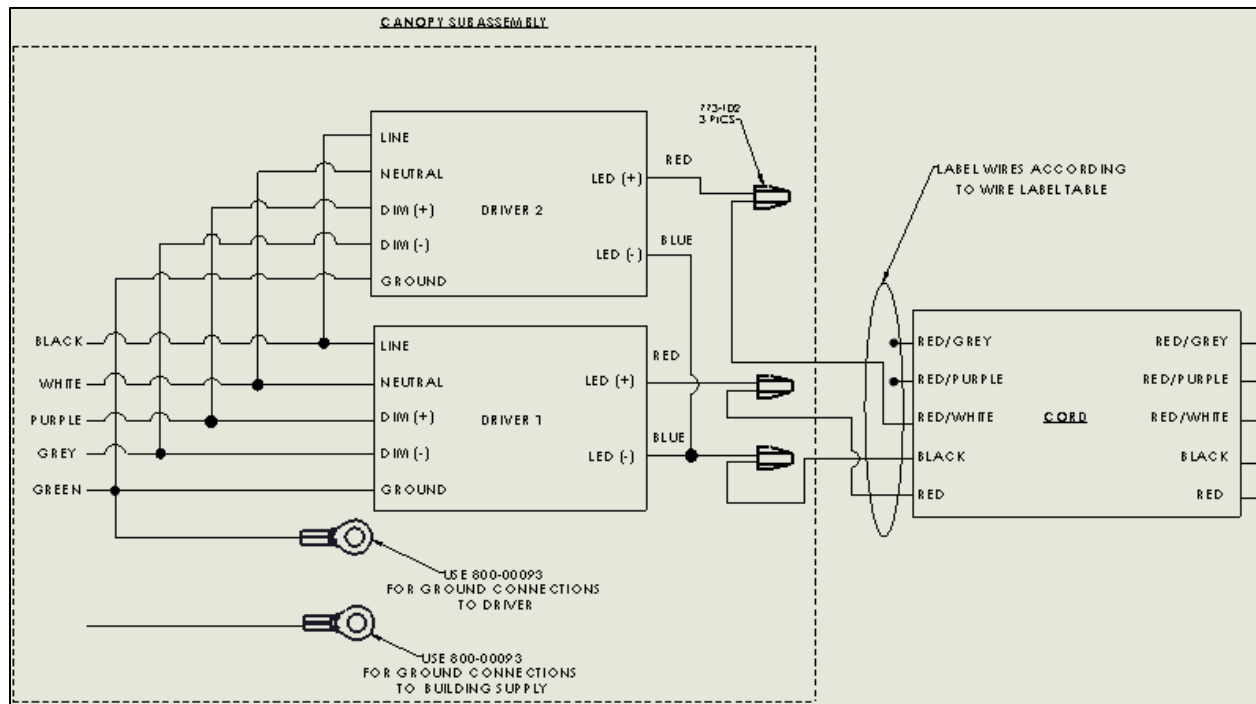 CANOPY SUBASSEMBLY
773-102
3 PICS
LINE
NEUTRAL
DIM (+)
DIM (-)
GROUND
DRIVER 2
LED (+)
LED (-)
RED
BLUE
LABEL WIRES ACCORDING
TO WIRE LABEL TABLE
BLACK
WHITE
PURPLE
GREY
GREEN
LINE
NEUTRAL
DIM (+)
DIM (-)
GROUND
DRIVER 1
LED (+)
LED (-)
RED
BLUE
RED/GREY
RED/PURPLE
RED/WHITE
BLACK
RED
CORD
RED/GREY
RED/PURPLE
RED/WHITE
BLACK
RED
USE 800-00093
FOR GROUND CONNECTIONS
TO DRIVER
USE 800-00093
FOR GROUND CONNECTIONS
TO BUILDING SUPPLY